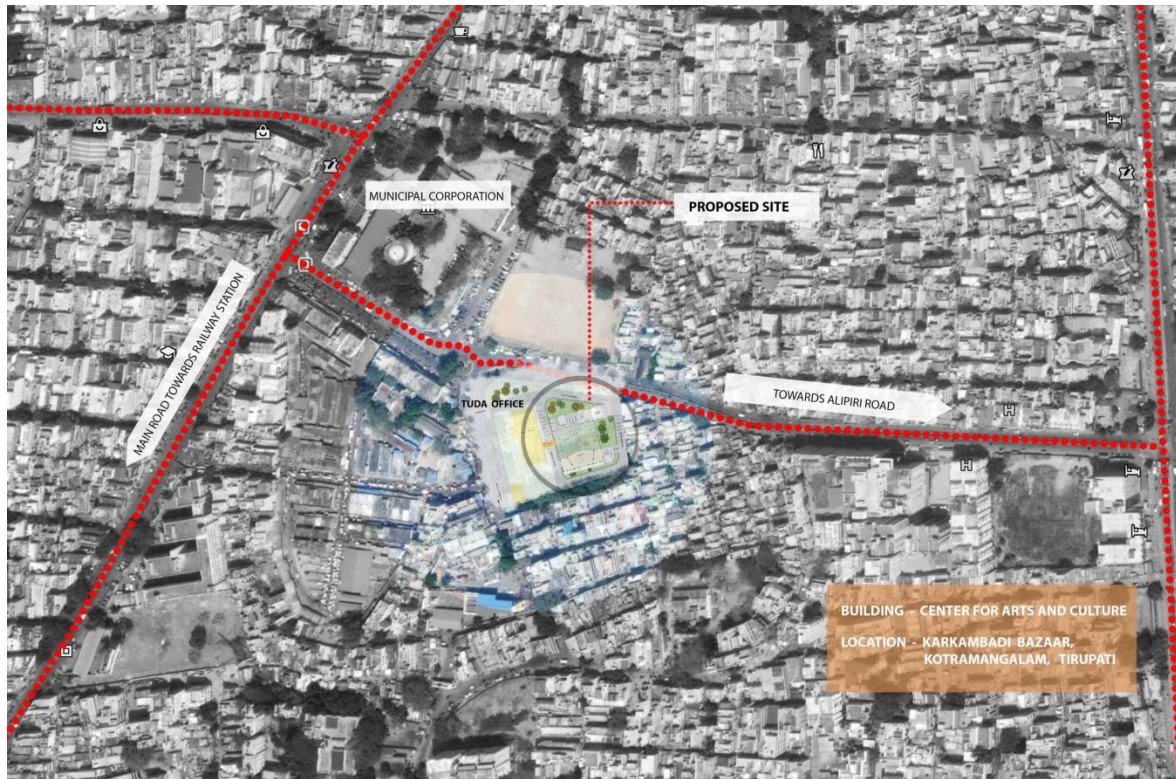 MUNICIPAL CORPORATION
PROPOSED SITE
MAIN ROAD TOWARDS RAILWAY STATION
TUDA OFFICE
TOWARDS ALIPIRI ROAD
H
H
BUILDING - CENTER FOR ARTS AND CULTURE
LOCATION - KARKAMBADI BAZAAR,
KOTRAMANGALAM, TIRUPATI